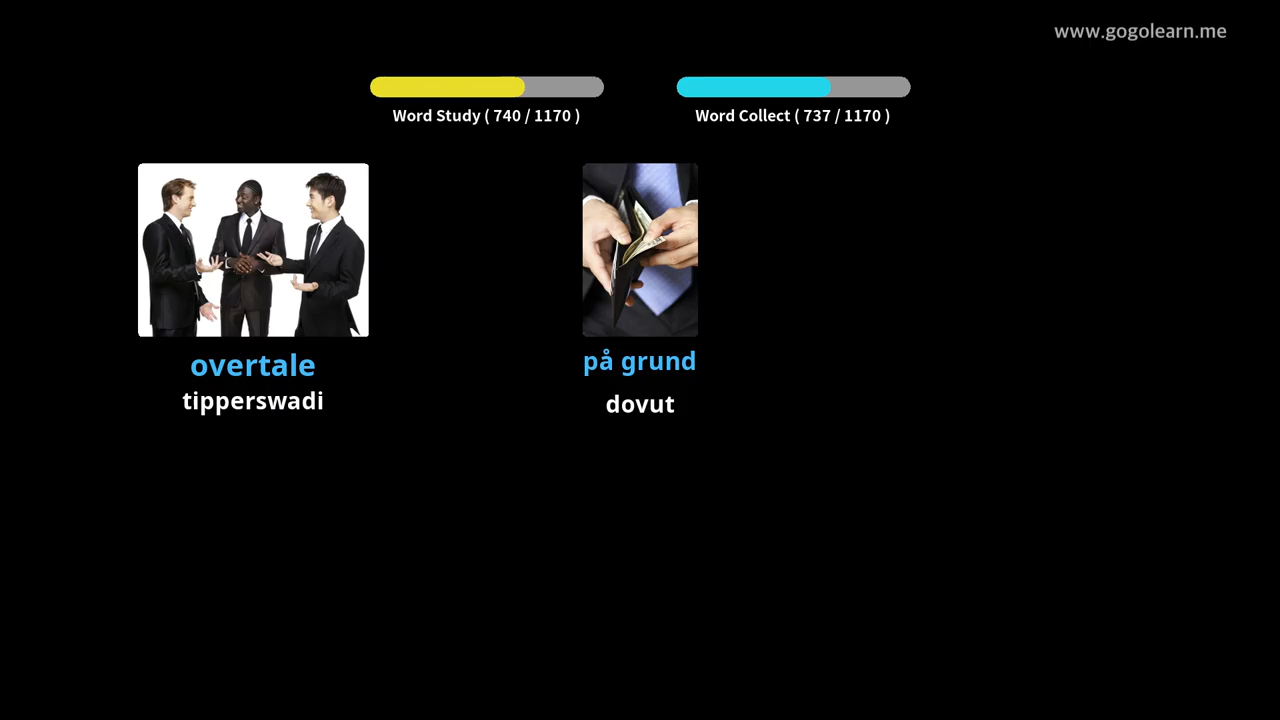 www.gogolearn.me
Word Study ( 740 / 1170 )
Word Collect ( 737 / 1170 )
overtale
tipperswadi
på grund
dovut